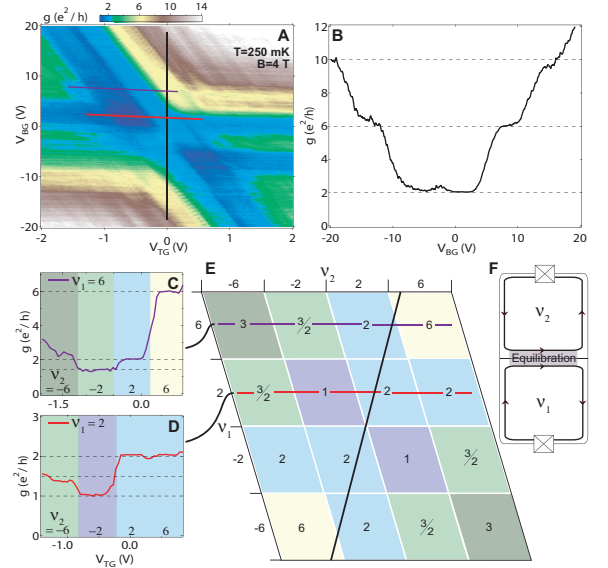 g (e²/h) 2 6 10 14
A
T=250 mK
B=4 T
20
10
0
-10
-20
V_BG (V)
-2 -1 0 1 2
V_TG (V)
B
12
10
8
6
4
2
0
g (e²/h)
-20 -10 0 10 20
V_BG (V)
C
ν₁=6
6
4
2
0
g (e²/h)
ν₂
=-6 -2 2 6
-1.5 0.0
D
ν₁=2
3
2
1
0
g (e²/h)
ν₂
=-6 -2 2 6
-1.0 0.0
V_TG (V)
E
ν₂
-6 -2 2 6
6 3 3/2 2 6
2 3/2 1 2 2
ν₁
-2 2 2 1 3/2
-6 6 2 3/2 3
F
ν₂
Equilibration
ν₁